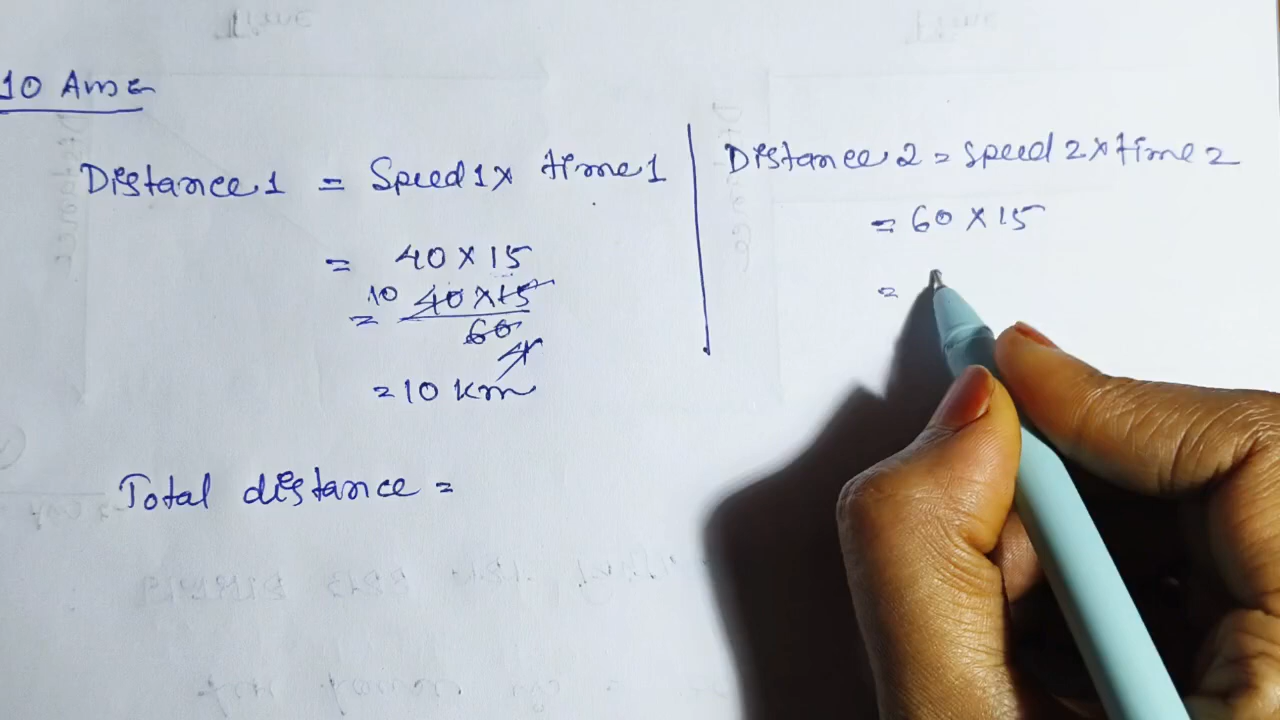 10 Ans
Distance 1 = Speed 1 × time 1
= 40 × 15
= 10 40 × 15
60
4
= 10 km
Total distance =
Distance 2 = speed 2 × time 2
= 60 × 15
=